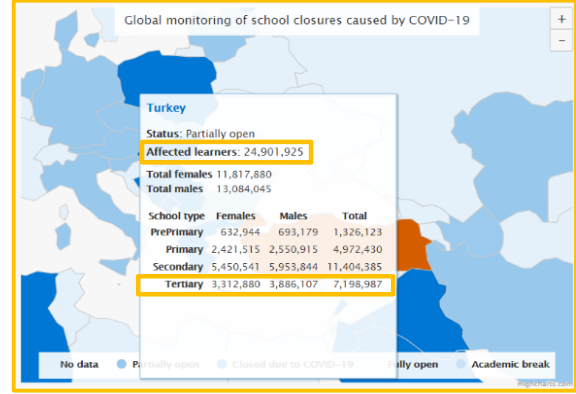 Global monitoring of school closures caused by COVID-19
+
−
Turkey
Status: Partially open
Affected learners: 24,901,925
Total females 11,817,880
Total males 13,084,045
School type Females Males Total
PrePrimary 632,944 693,179 1,326,123
Primary 2,421,515 2,550,915 4,972,430
Secondary 5,450,541 5,953,844 11,404,385
Tertiary 3,312,880 3,886,107 7,198,987
No data Partially open Closed due to COVID-19 Fully open Academic break
Highcharts.com